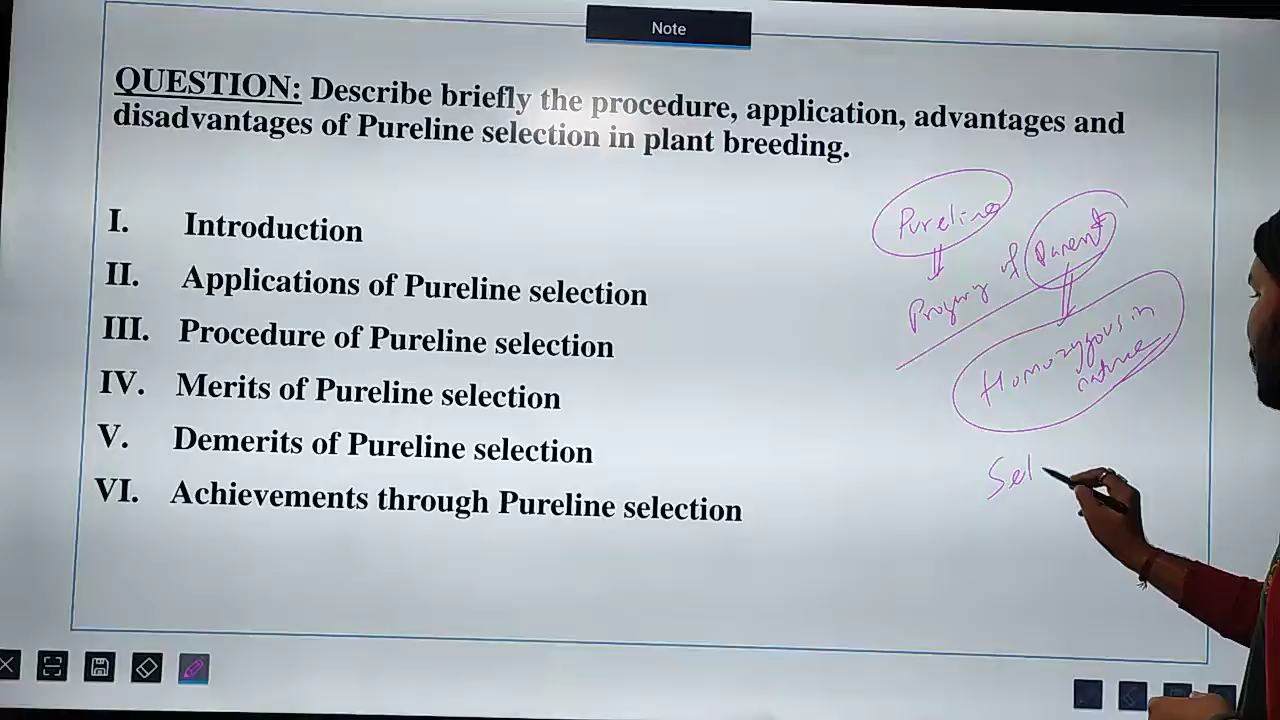 Note
QUESTION: Describe briefly the procedure, application, advantages and
disadvantages of Pureline selection in plant breeding.
I. Introduction
II. Applications of Pureline selection
III. Procedure of Pureline selection
IV. Merits of Pureline selection
V. Demerits of Pureline selection
VI. Achievements through Pureline selection
Pureline
Progeny of Parent
Homozygous in
nature
Sel